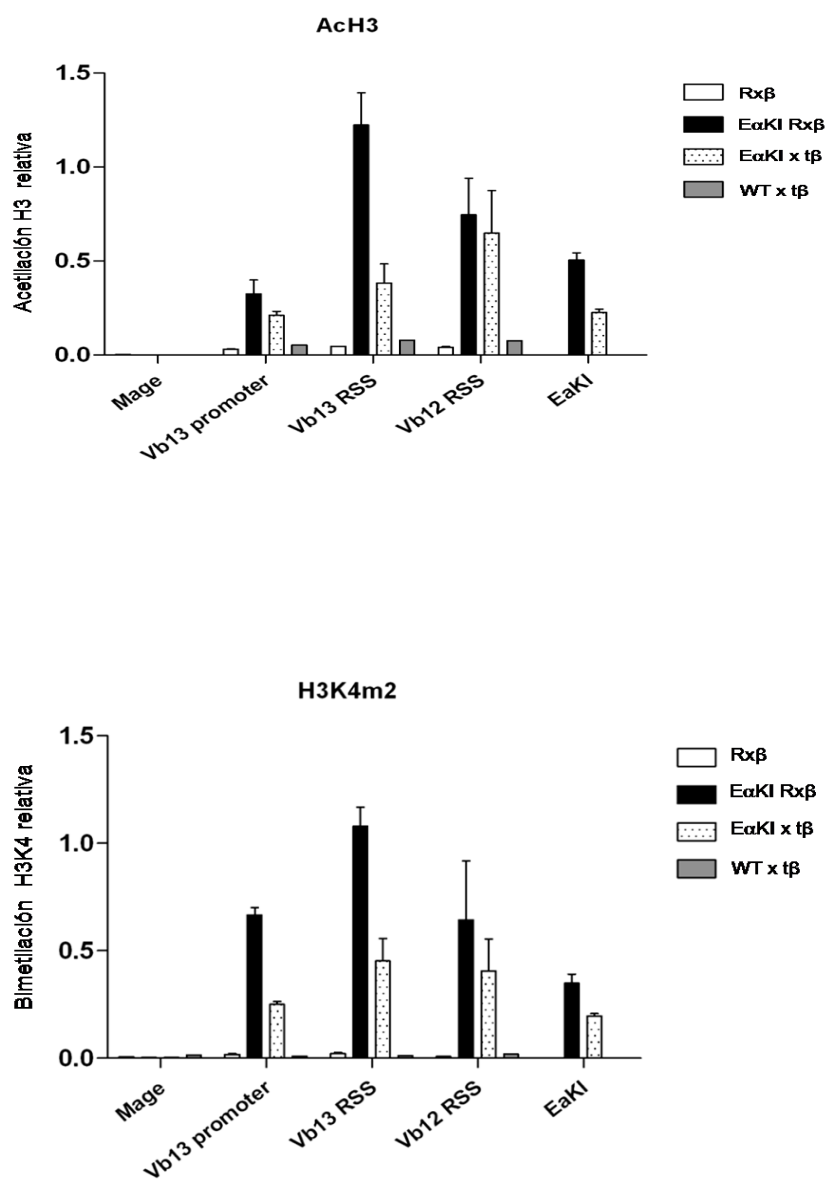 AcH3
Acetilación H3 relativa
1.5
1.0
0.5
0.0
Mage
Vb13 promoter
Vb13 RSS
Vb12 RSS
EaKI
Rxβ
EαKI Rxβ
EαKI x tβ
WT x tβ
H3K4m2
Bimetilación H3K4 relativa
1.5
1.0
0.5
0.0
Mage
Vb13 promoter
Vb13 RSS
Vb12 RSS
EaKI
Rxβ
EαKI Rxβ
EαKI x tβ
WT x tβ